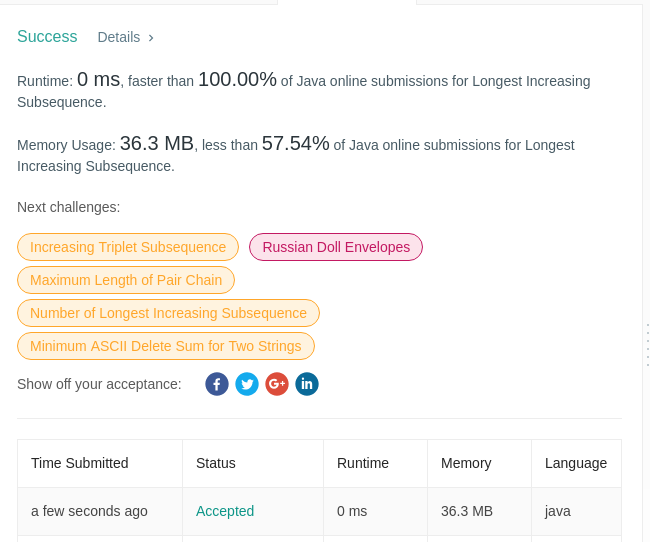 Success Details >
Runtime: 0 ms, faster than 100.00% of Java online submissions for Longest Increasing
Subsequence.
Memory Usage: 36.3 MB, less than 57.54% of Java online submissions for Longest
Increasing Subsequence.
Next challenges:
Increasing Triplet Subsequence Russian Doll Envelopes
Maximum Length of Pair Chain
Number of Longest Increasing Subsequence
Minimum ASCII Delete Sum for Two Strings
Show off your acceptance: f G+ in
Time Submitted Status Runtime Memory Language
a few seconds ago Accepted 0 ms 36.3 MB java